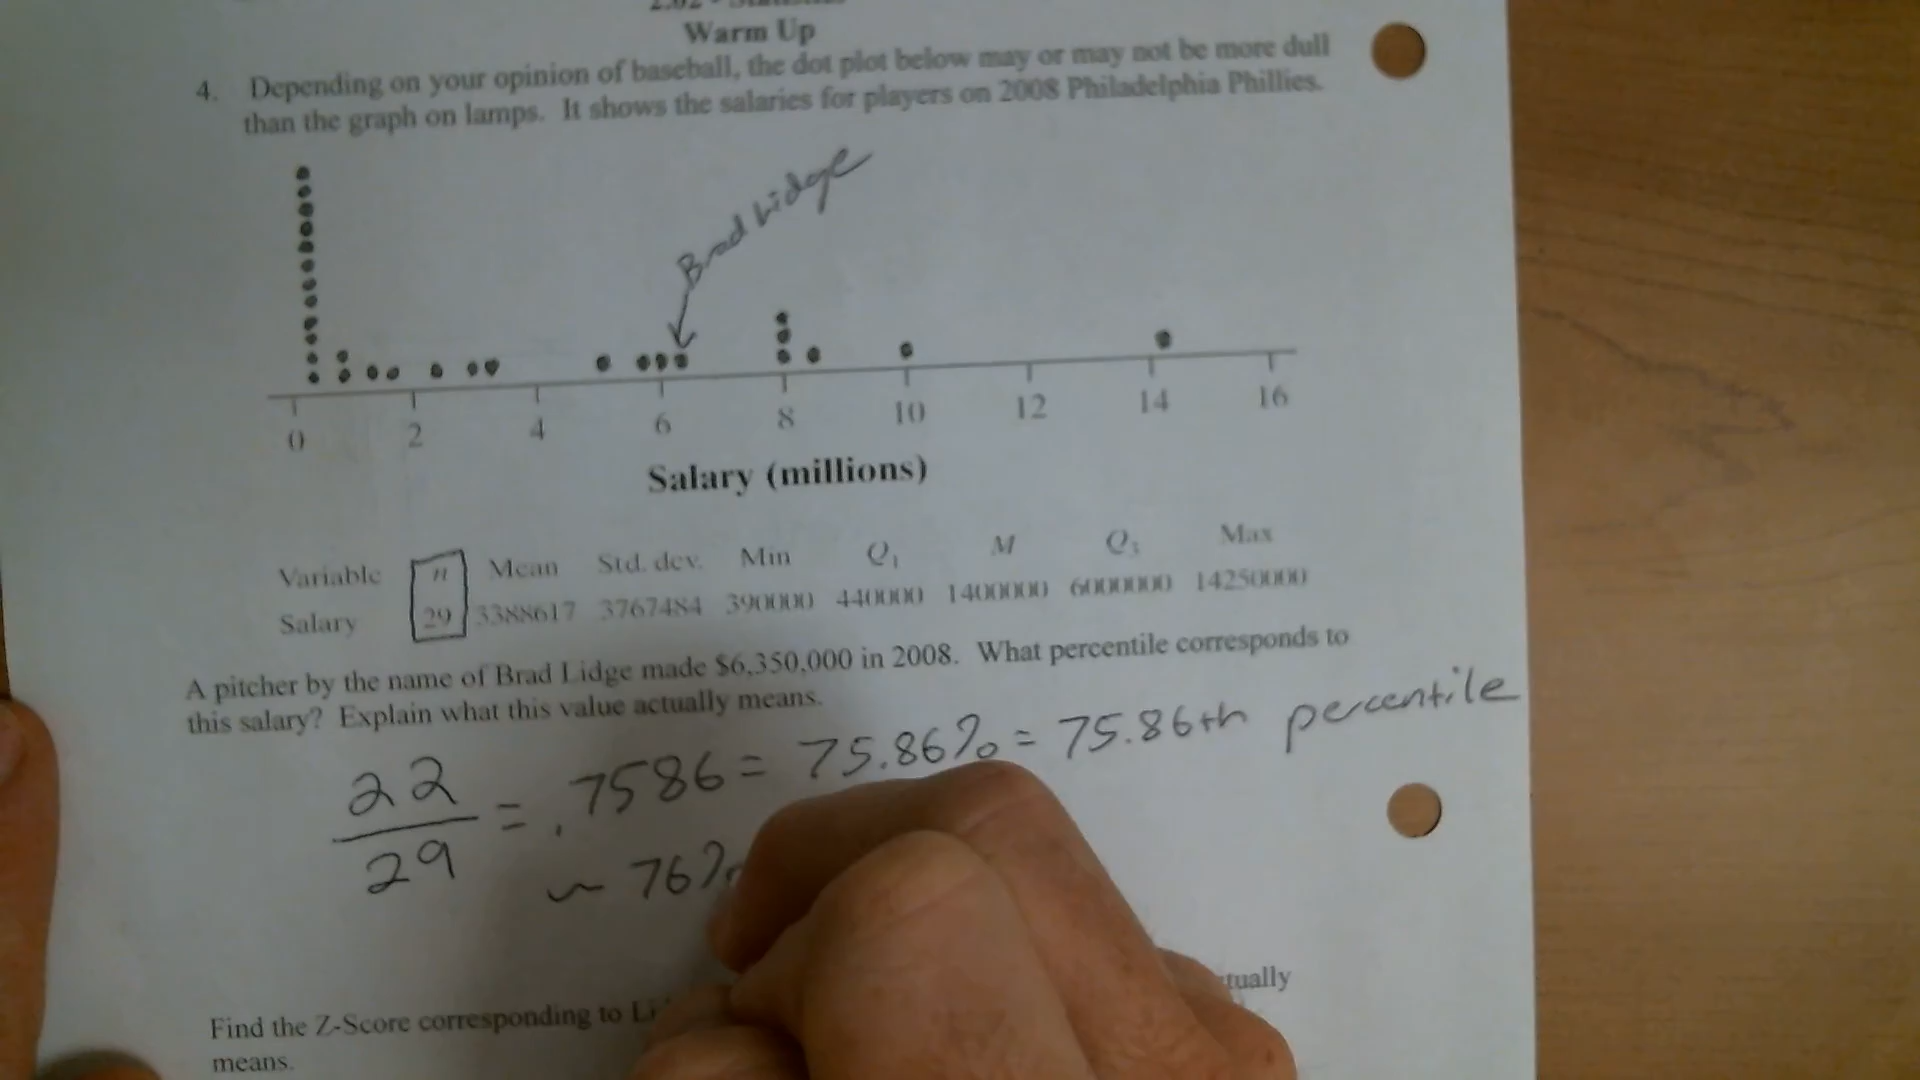 Warm Up
4. Depending on your opinion of baseball, the dot plot below may or may not be more dull
than the graph on lamps. It shows the salaries for players on 2008 Philadelphia Phillies.
Brad Lidge
0 2 4 6 8 10 12 14 16
Salary (millions)
Variable n Mean Std. dev. Min Q₁ M Q₃ Max
Salary 29 3388617 3767484 390000 440000 1400000 6000000 14250000
A pitcher by the name of Brad Lidge made $6,350,000 in 2008. What percentile corresponds to
this salary? Explain what this value actually means.
22/29 = .7586 = 75.86% = 75.86th percentile
~ 76%
Find the Z-Score corresponding to
means.